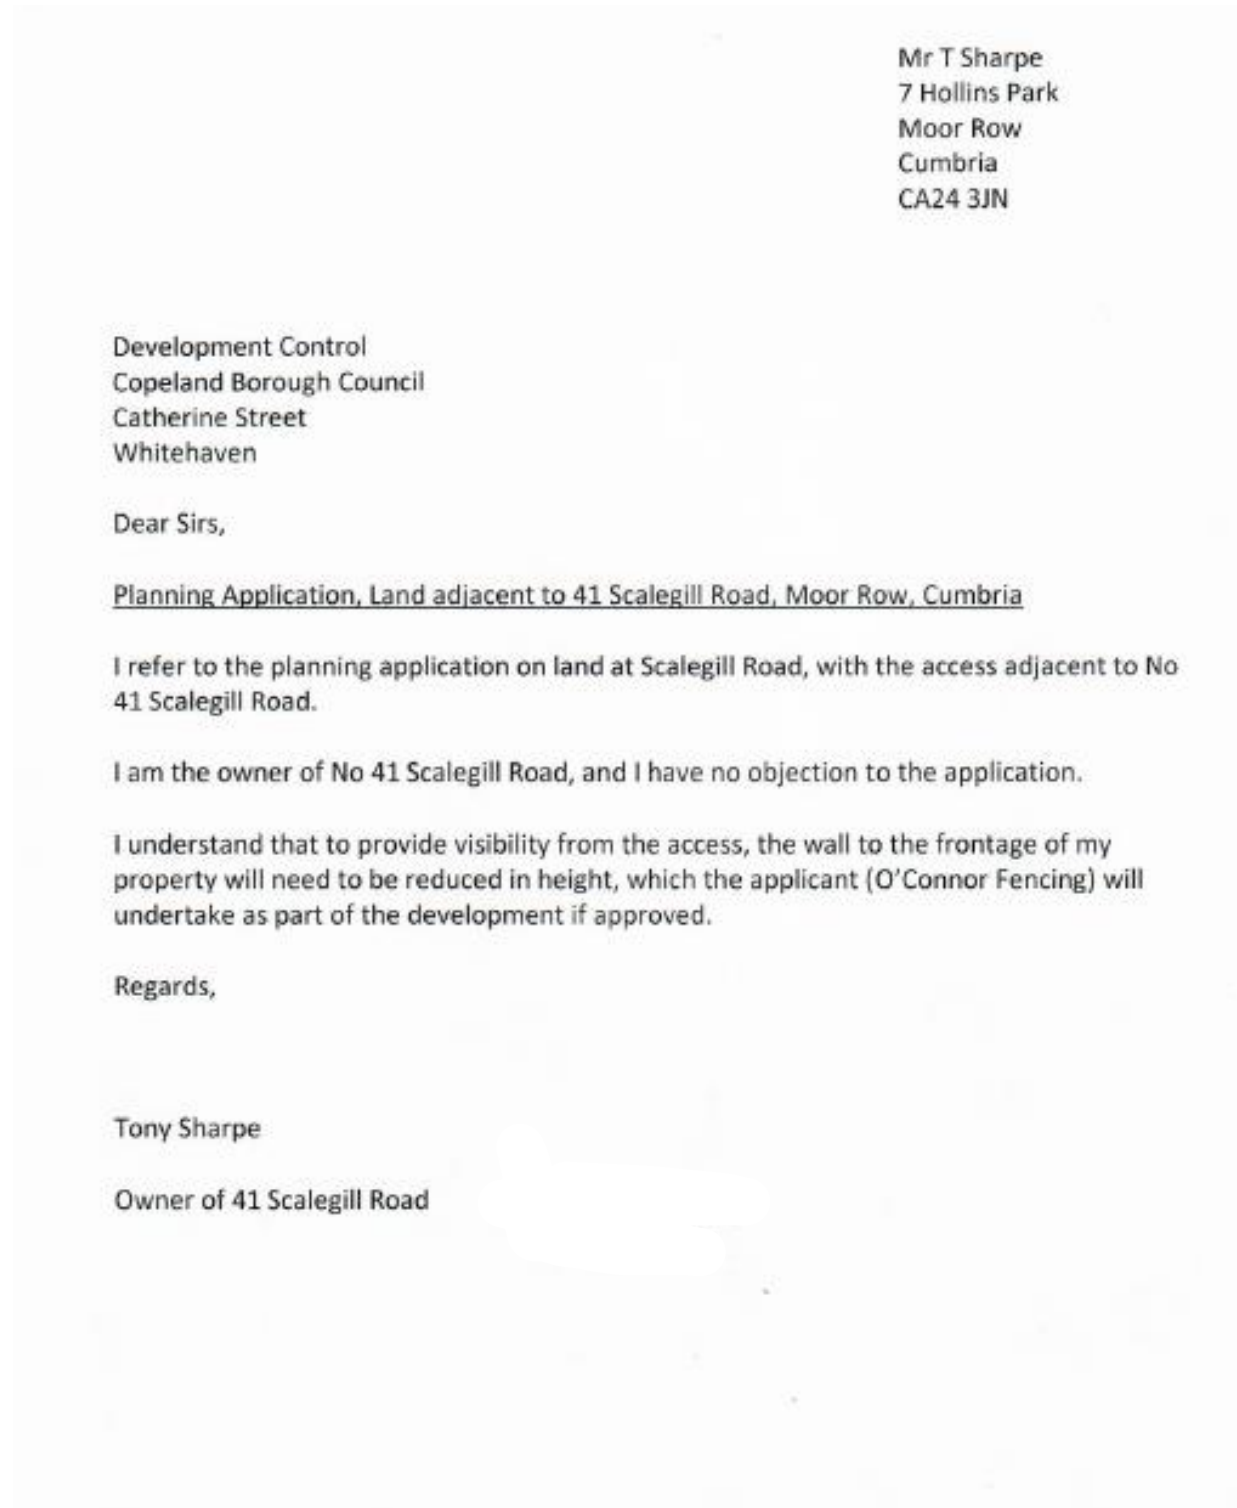 Mr T Sharpe
7 Hollins Park
Moor Row
Cumbria
CA24 3JN
Development Control
Copeland Borough Council
Catherine Street
Whitehaven
Dear Sirs,
Planning Application, Land adjacent to 41 Scalegill Road, Moor Row, Cumbria
I refer to the planning application on land at Scalegill Road, with the access adjacent to No
41 Scalegill Road.
I am the owner of No 41 Scalegill Road, and I have no objection to the application.
I understand that to provide visibility from the access, the wall to the frontage of my
property will need to be reduced in height, which the applicant (O'Connor Fencing) will
undertake as part of the development if approved.
Regards,
Tony Sharpe
Owner of 41 Scalegill Road